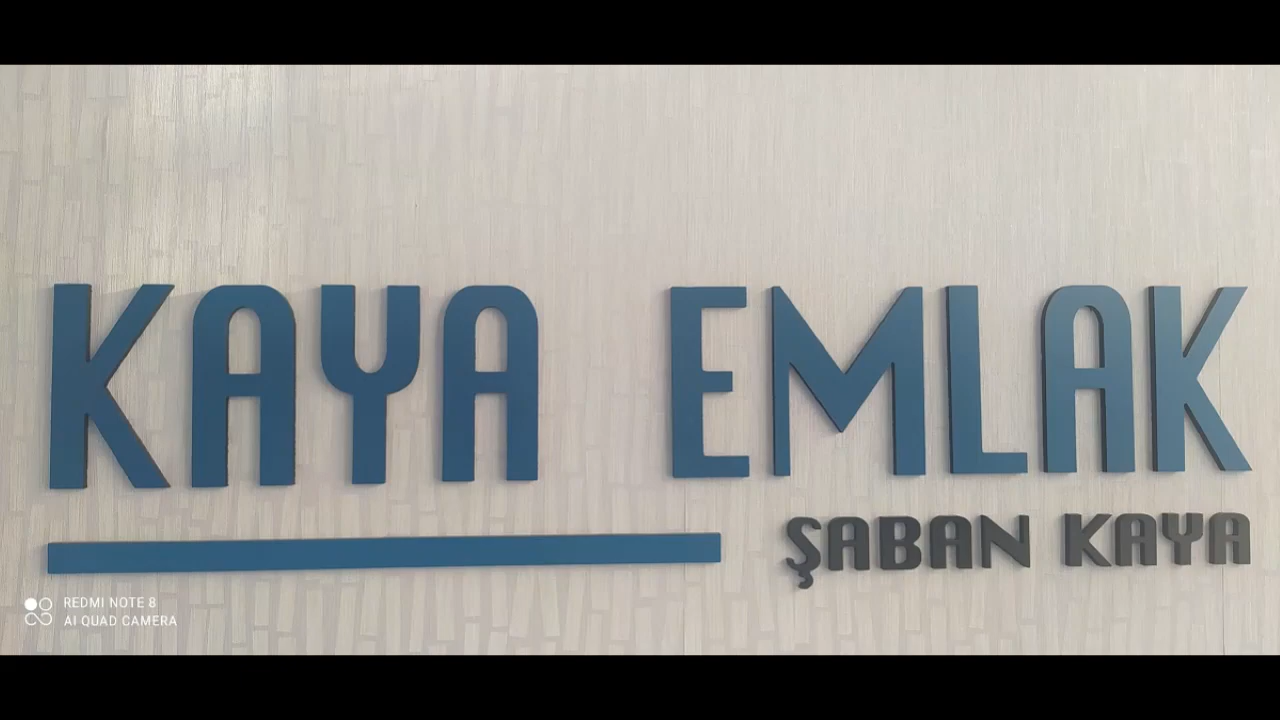 KAYA EMLAK
ŞABAN KAYA
REDMI NOTE 8
AI QUAD CAMERA